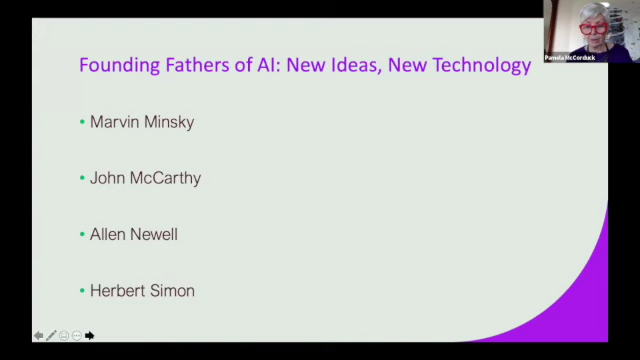 Founding Fathers of AI: New Ideas, New Technology
Pamela McCorduck
• Marvin Minsky
• John McCarthy
• Allen Newell
• Herbert Simon